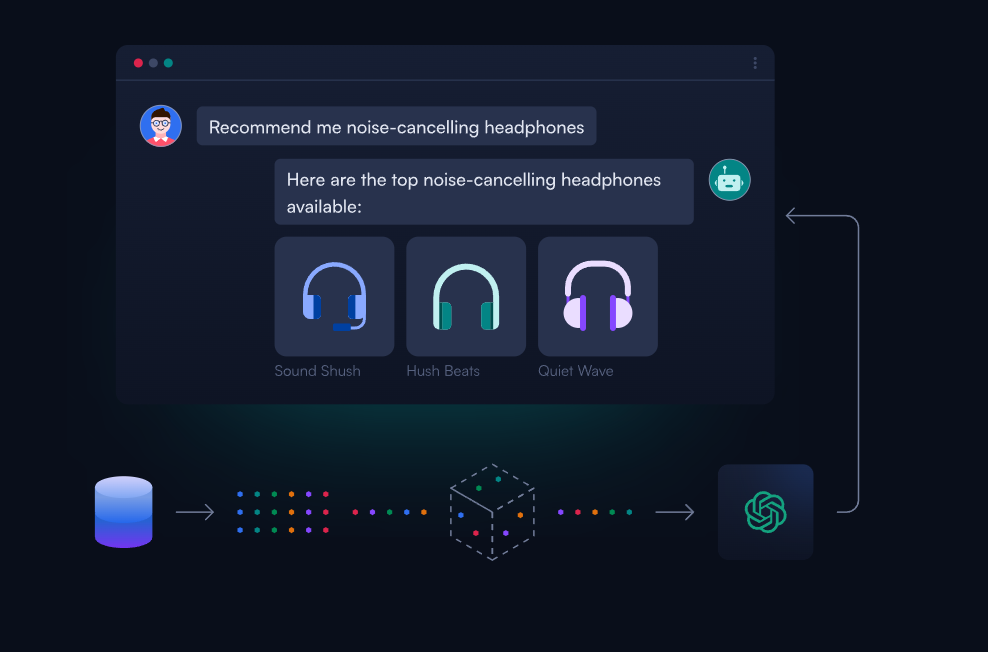 Recommend me noise-cancelling headphones
Here are the top noise-cancelling headphones
available:
Sound Shush
Hush Beats
Quiet Wave